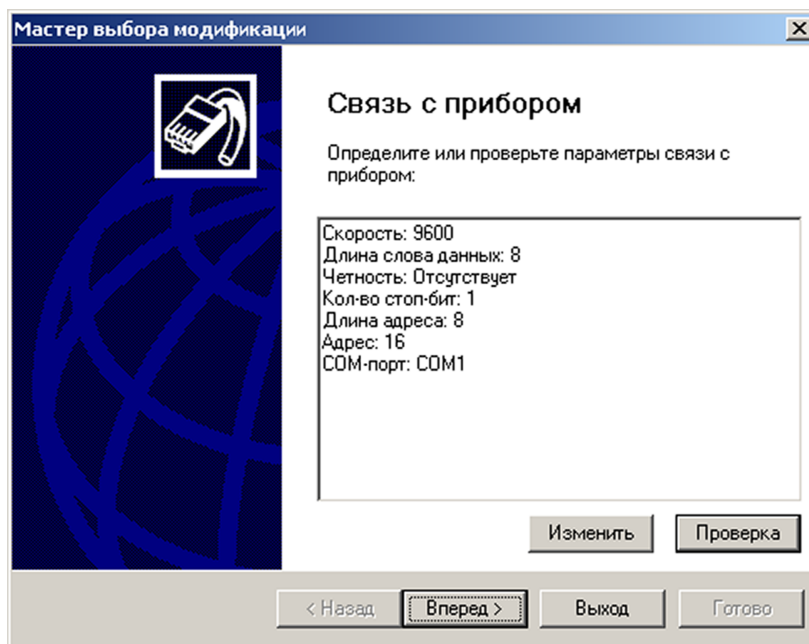 Мастер выбора модификации
Связь с прибором
Определите или проверьте параметры связи с
прибором:
Скорость: 9600
Длина слова данных: 8
Четность: Отсутствует
Кол-во стоп-бит: 1
Длина адреса: 8
Адрес: 16
COM-порт: COM1
Изменить
Проверка
< Назад
Вперед >
Выход
Готово